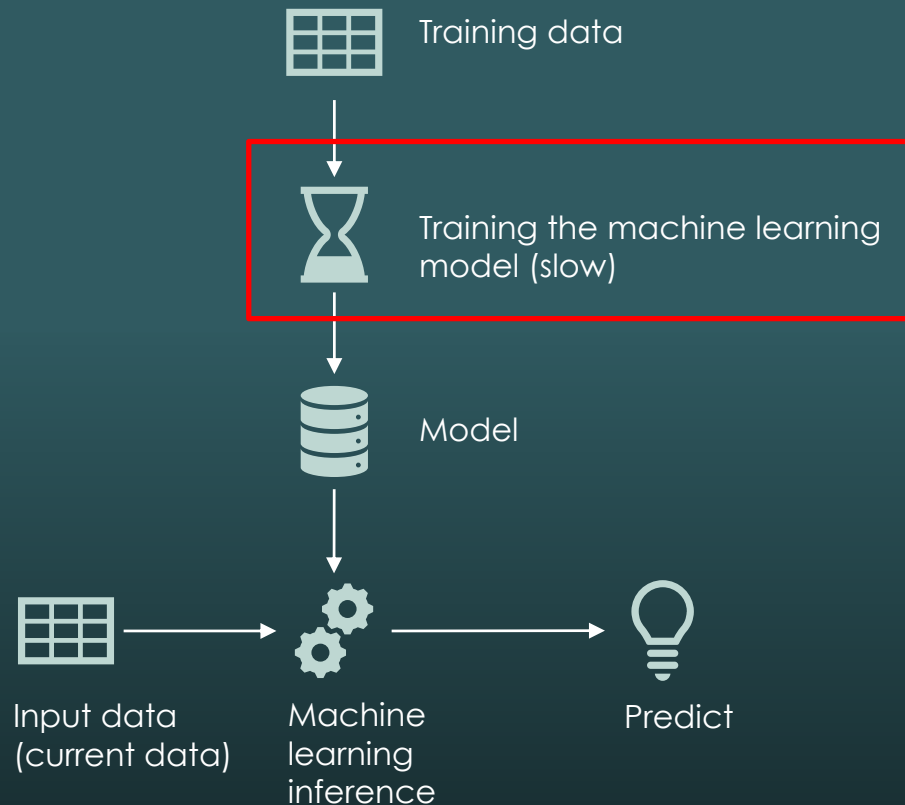 Training data
Training the machine learning
model (slow)
Model
Input data
(current data)
Machine
learning
inference
Predict